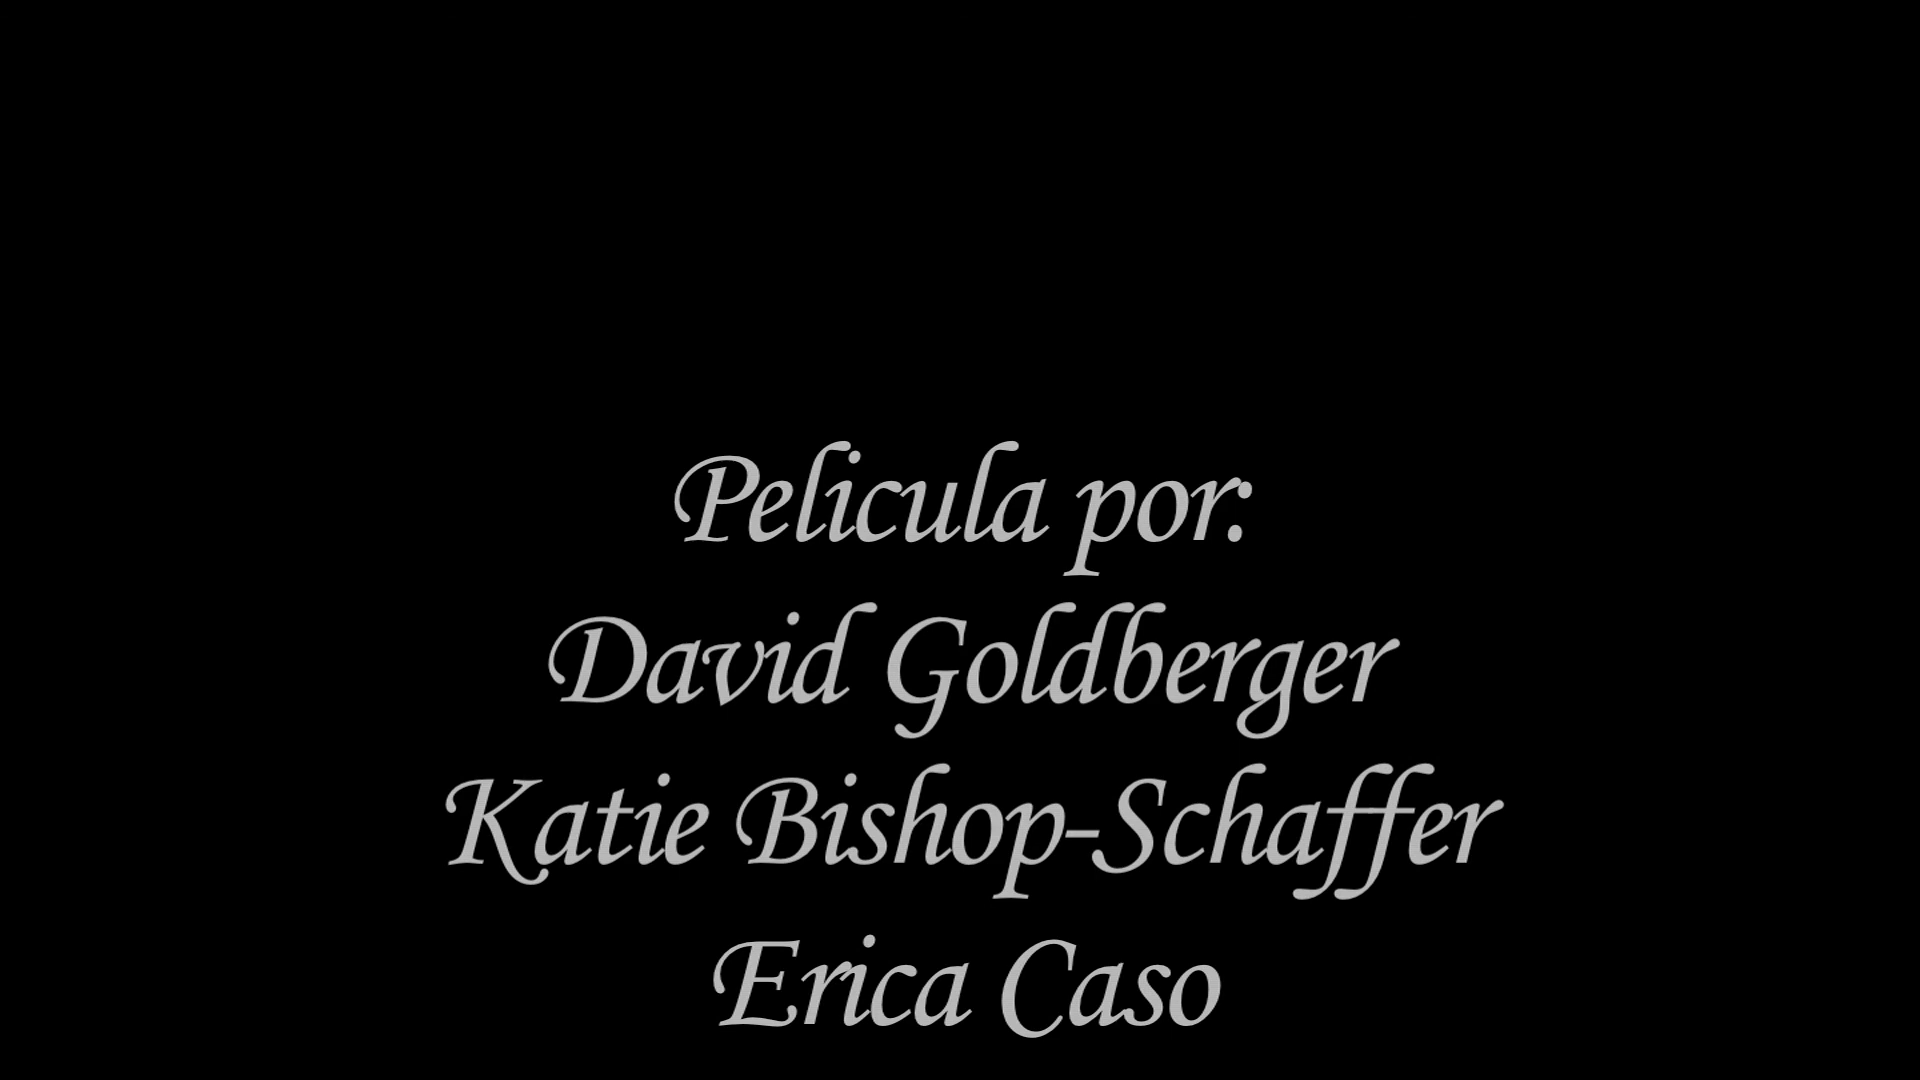 Pelicula por:
David Goldberger
Katie Bishop-Schaffer
Erica Caso